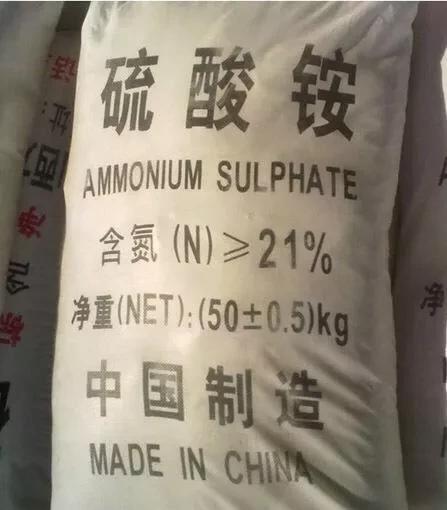 硫酸铵
AMMONIUM SULPHATE
含氮(N)≥21%
净重(NET):(50±0.5)kg
中国制造
MADE IN CHINA